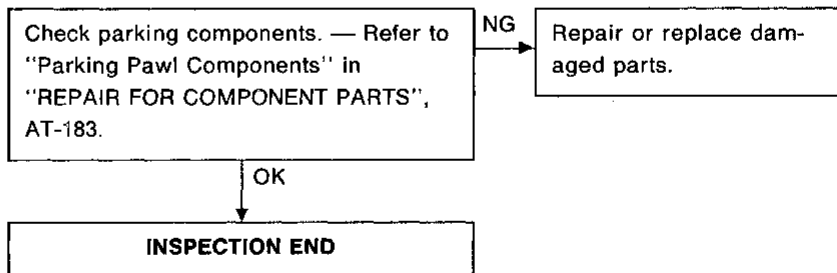 Check parking components. — Refer to
"Parking Pawl Components" in
"REPAIR FOR COMPONENT PARTS",
AT-183.
NG
Repair or replace dam-
aged parts.
OK
INSPECTION END